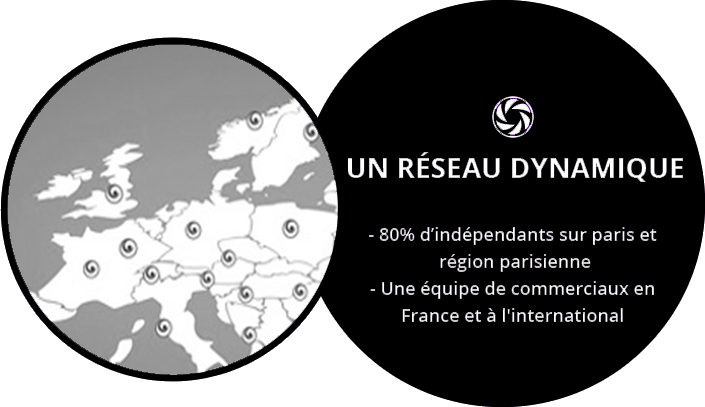 UN RÉSEAU DYNAMIQUE
- 80% d’indépendants sur paris et
région parisienne
- Une équipe de commerciaux en
France et à l'international